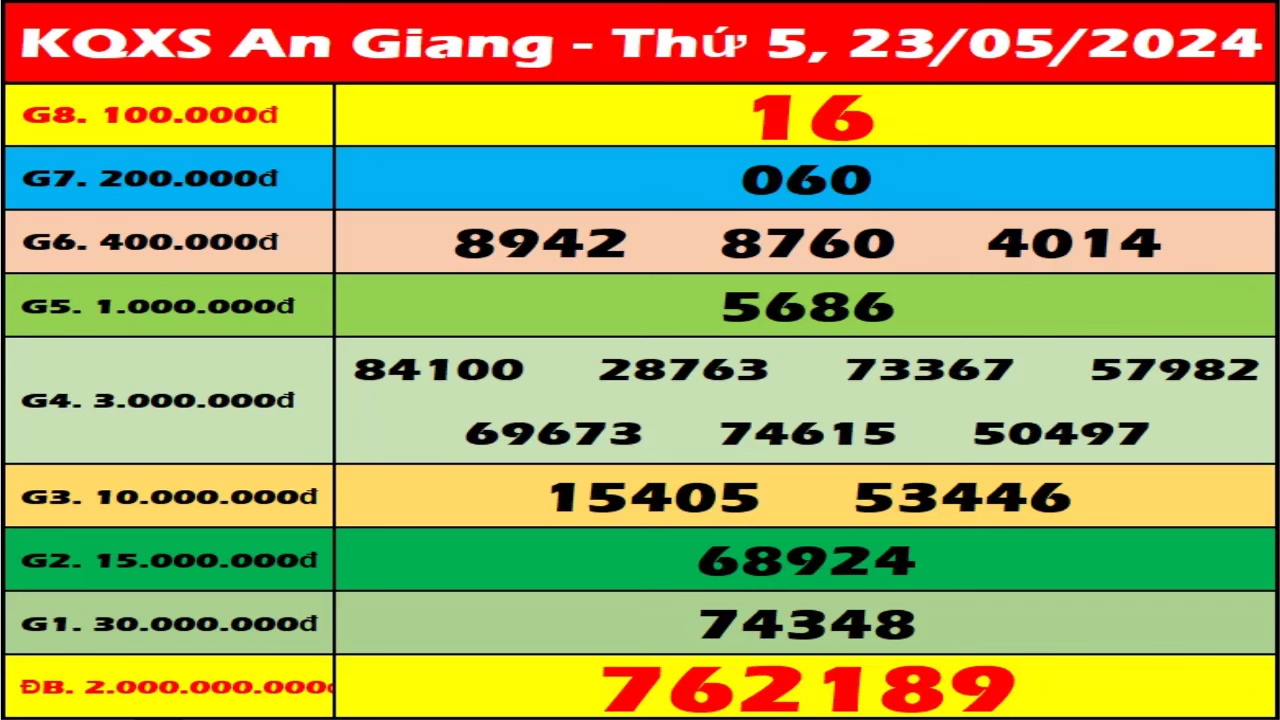 KQXS An Giang - Thứ 5, 23/05/2024
G8. 100.000đ 16
G7. 200.000đ 060
G6. 400.000đ 8942 8760 4014
G5. 1.000.000đ 5686
G4. 3.000.000đ 84100 28763 73367 57982
69673 74615 50497
G3. 10.000.000đ 15405 53446
G2. 15.000.000đ 68924
G1. 30.000.000đ 74348
ĐB. 2.000.000.000đ 762189